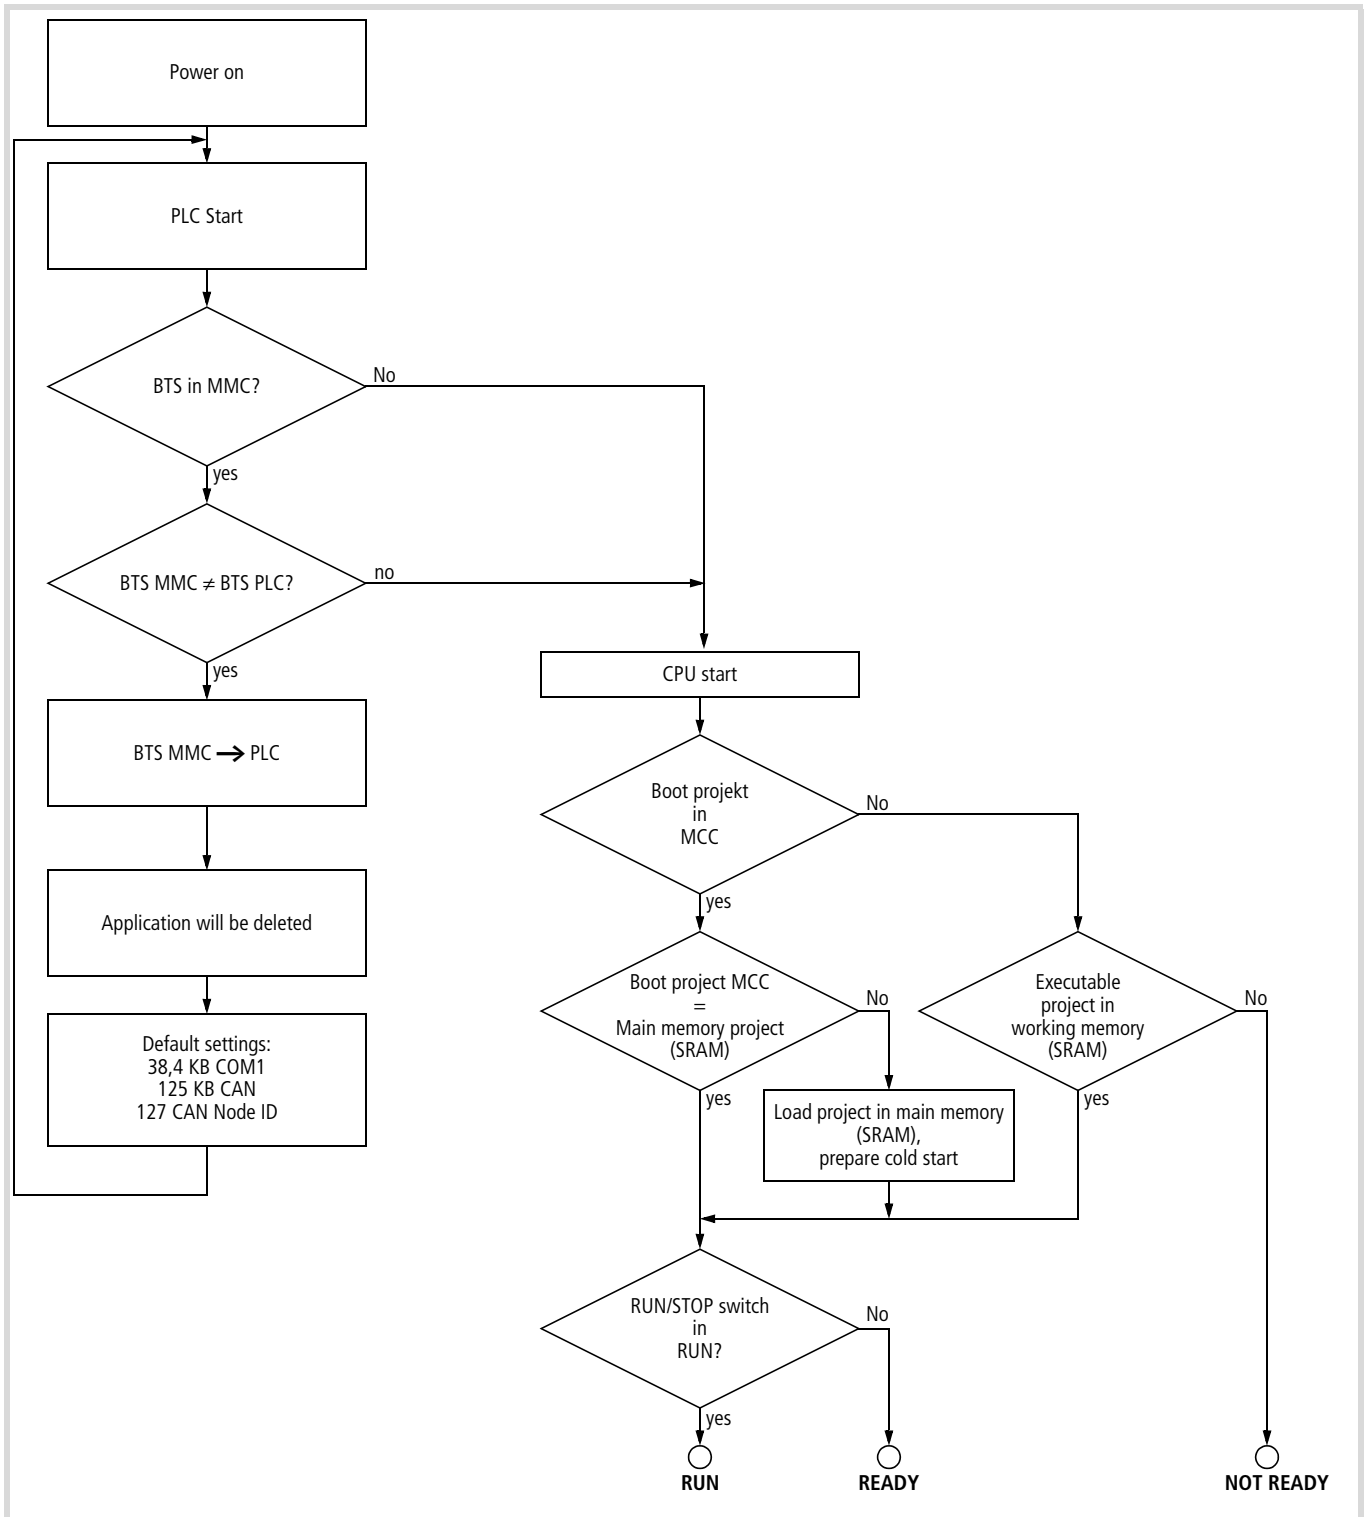 Power on
PLC Start
BTS in MMC?
No
yes
BTS MMC ≠ BTS PLC?
no
yes
BTS MMC → PLC
Application will be deleted
Default settings:
38,4 KB COM1
125 KB CAN
127 CAN Node ID
CPU start
Boot projekt
in
MCC
No
yes
Boot project MCC
=
Main memory project
(SRAM)
No
yes
Load project in main memory
(SRAM),
prepare cold start
Executable
project in
working memory
(SRAM)
No
yes
RUN/STOP switch
in
RUN?
No
yes
RUN
READY
NOT READY